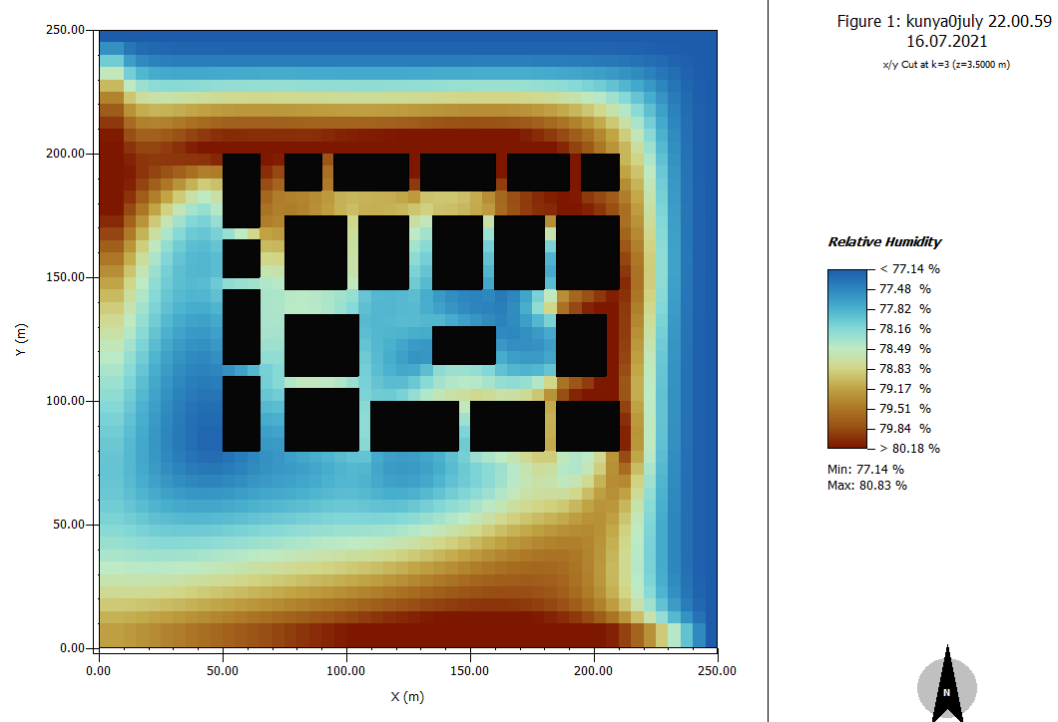 Figure 1: kunya0july 22.00.59
16.07.2021
x/y Cut at k=3 (z=3.5000 m)
250.00
200.00
150.00
100.00
50.00
0.00
Y (m)
0.00 50.00 100.00 150.00 200.00 250.00
X (m)
Relative Humidity
< 77.14 %
77.48 %
77.82 %
78.16 %
78.49 %
78.83 %
79.17 %
79.51 %
79.84 %
> 80.18 %
Min: 77.14 %
Max: 80.83 %
N